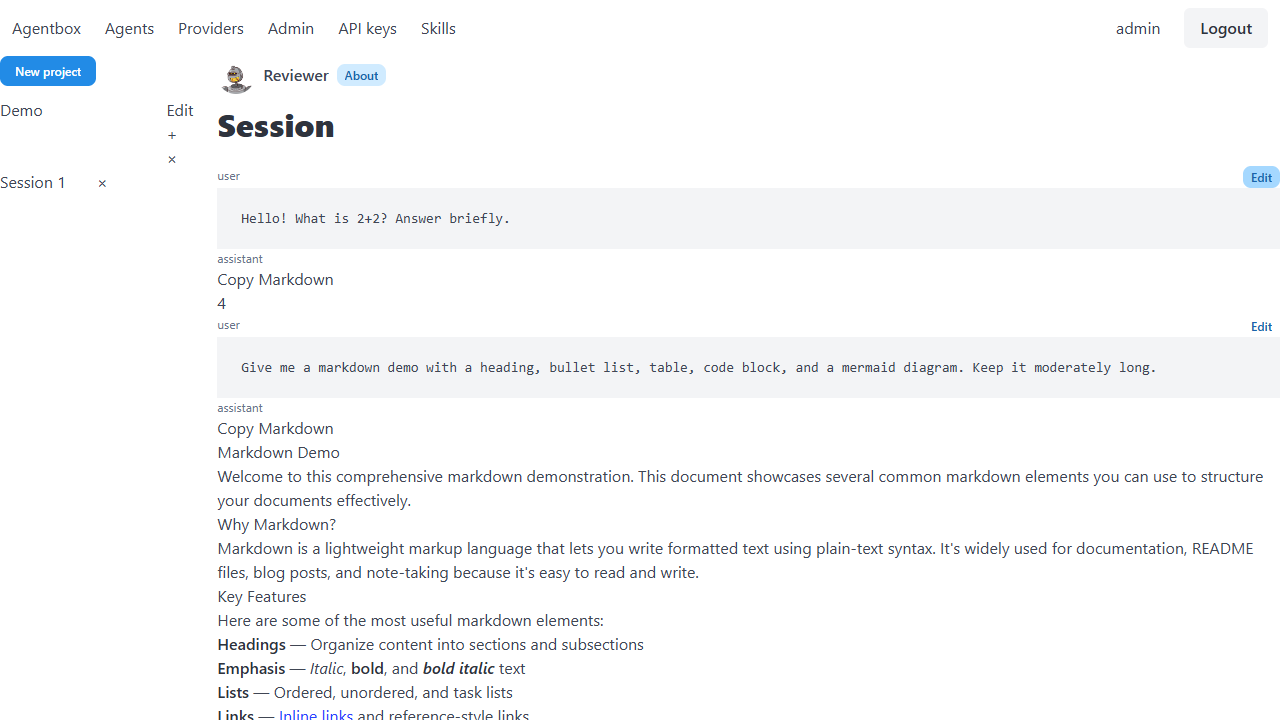 Agentbox Agents Providers Admin API keys Skills admin Logout
New project
Reviewer About
Demo Edit
+
×
Session 1 ×
Session
user Edit
Hello! What is 2+2? Answer briefly.
assistant
Copy Markdown
4
user Edit
Give me a markdown demo with a heading, bullet list, table, code block, and a mermaid diagram. Keep it moderately long.
assistant
Copy Markdown
Markdown Demo
Welcome to this comprehensive markdown demonstration. This document showcases several common markdown elements you can use to structure
your documents effectively.
Why Markdown?
Markdown is a lightweight markup language that lets you write formatted text using plain-text syntax. It's widely used for documentation, README
files, blog posts, and note-taking because it's easy to read and write.
Key Features
Here are some of the most useful markdown elements:
Headings — Organize content into sections and subsections
Emphasis — Italic, bold, and bold italic text
Lists — Ordered, unordered, and task lists
Links — Inline links and reference-style links